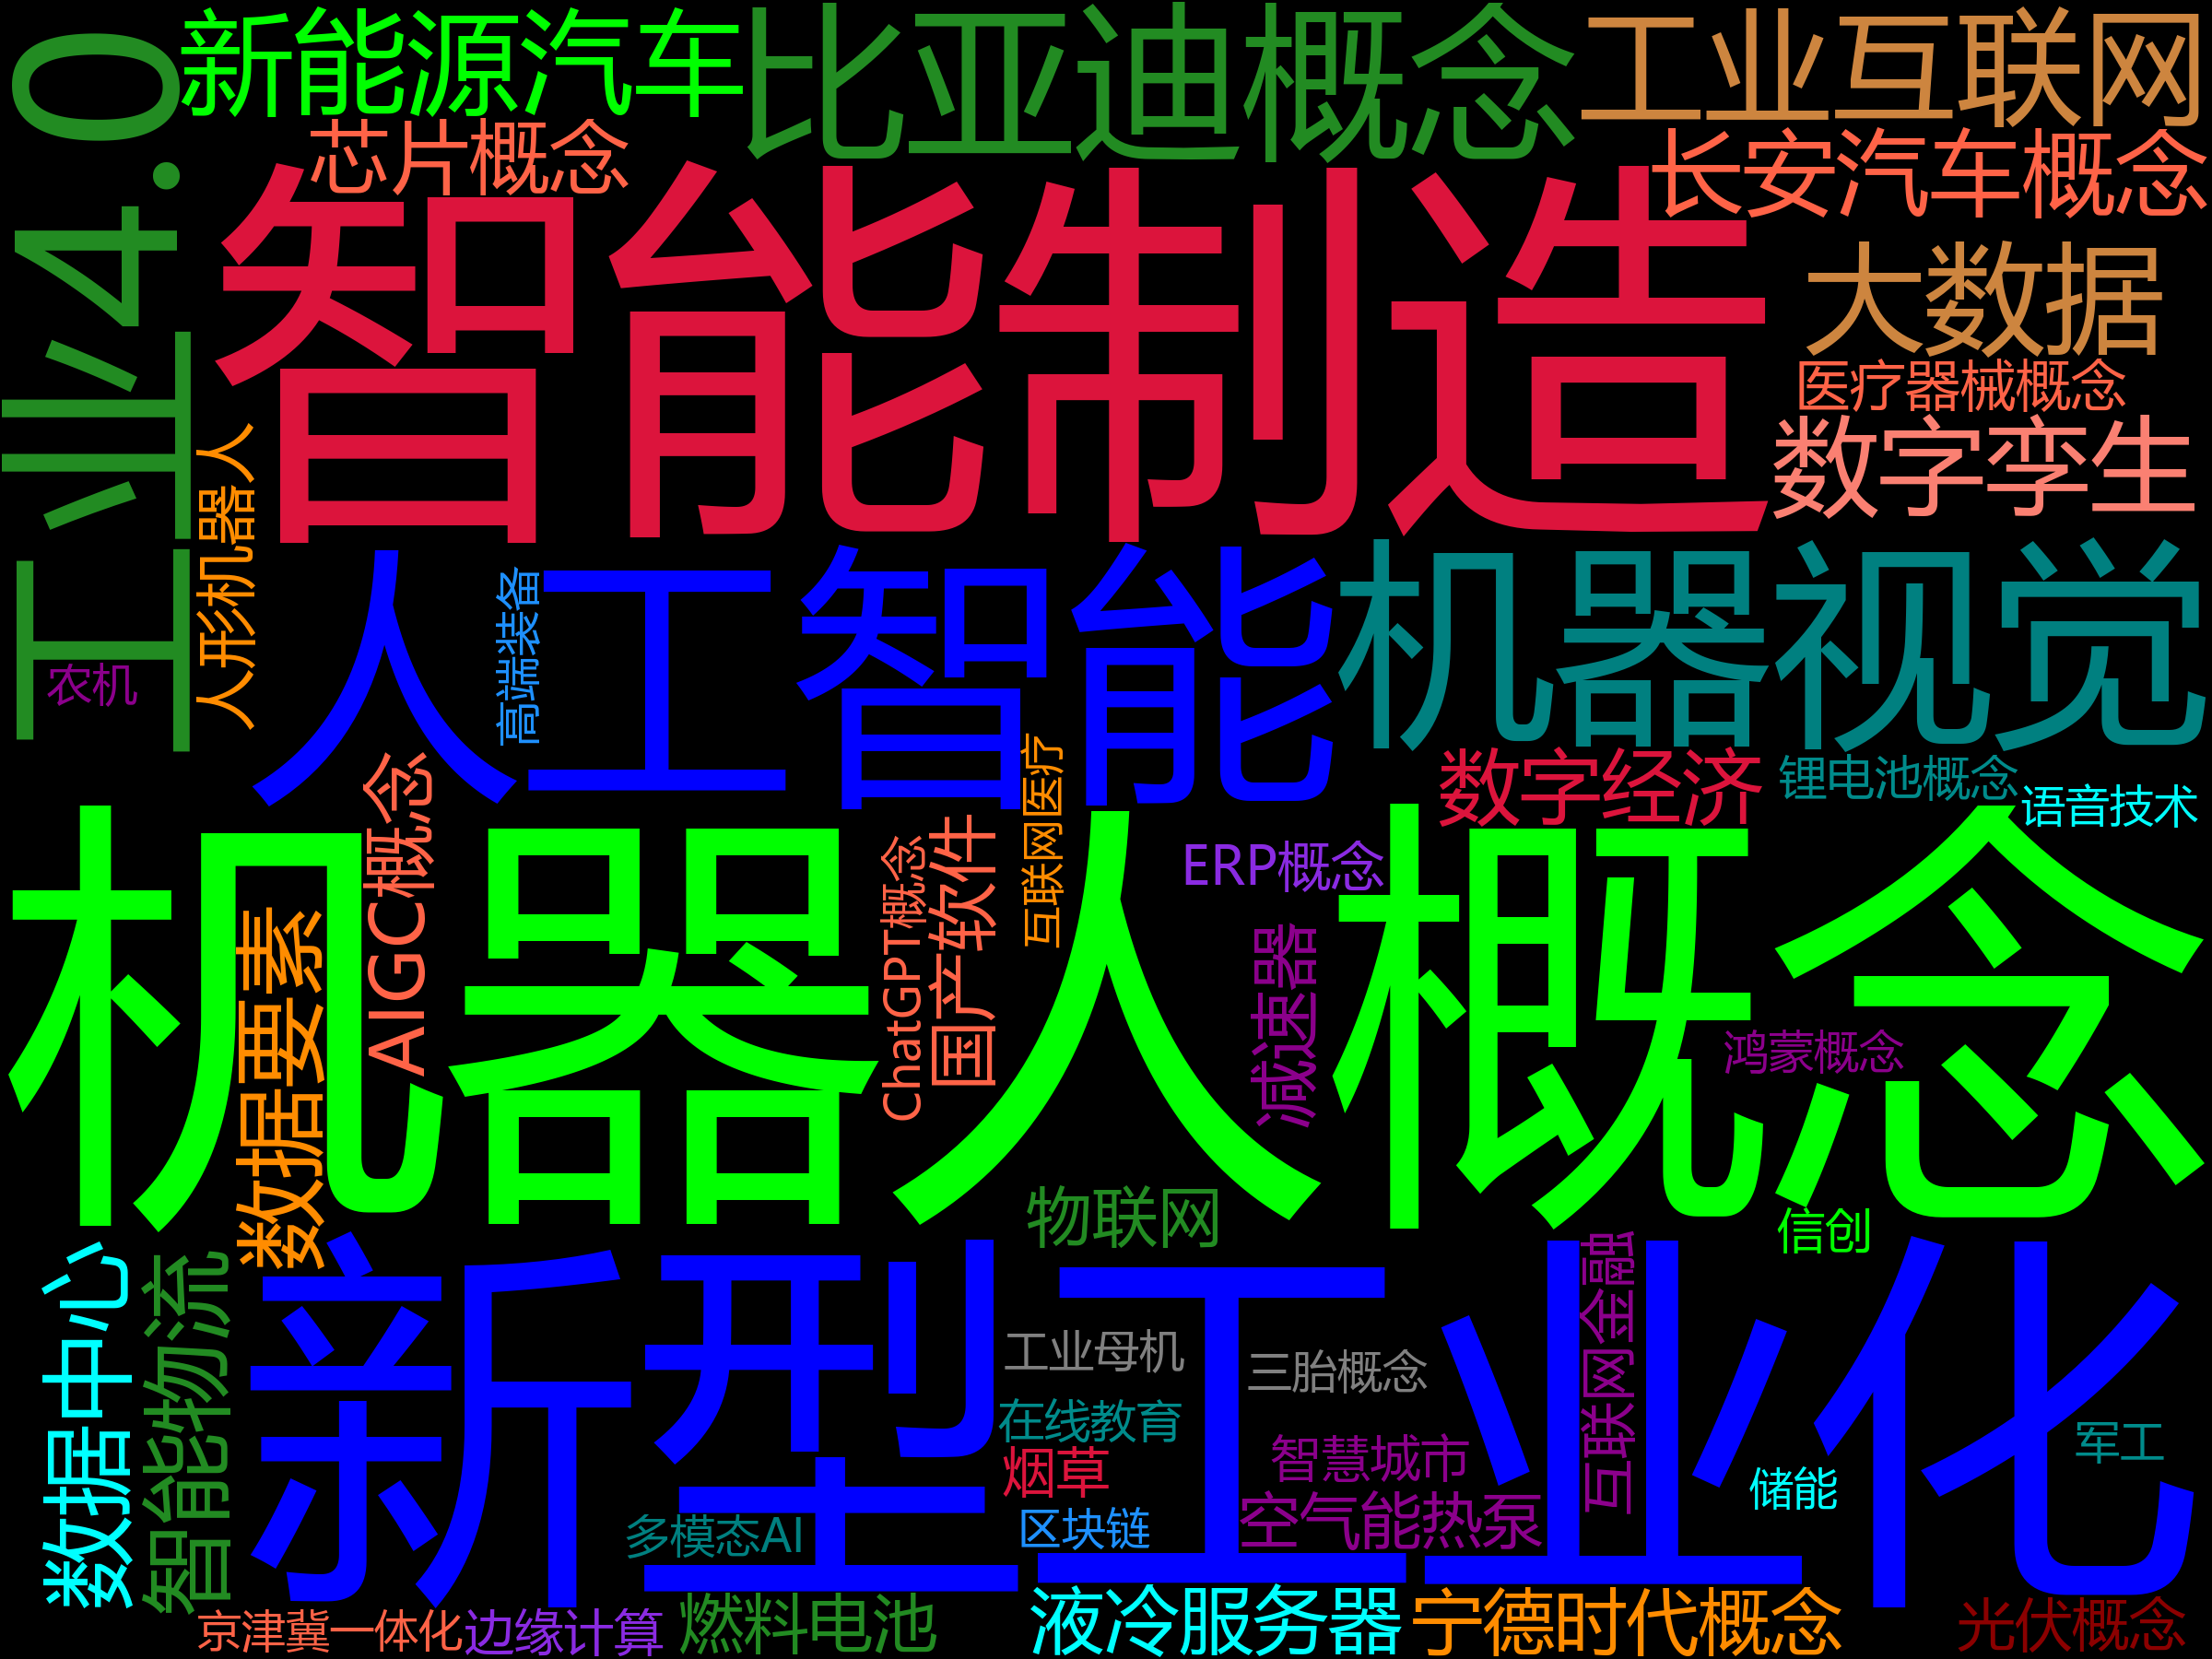 新能源汽车
比亚迪概念
工业互联网
工业4.0
芯片概念
长安汽车概念
智能制造
大数据
医疗器械概念
数字孪生
人形机器人
人工智能
高端装备
机器视觉
农机
数字经济
锂电池概念
语音技术
互联网医疗
AIGC概念
ERP概念
机器人概念
ChatGPT概念
国产软件
数据要素
减速器
鸿蒙概念
物联网
信创
数据中心
智能物流
新型工业化
互联网金融
工业母机
三胎概念
在线教育
智慧城市
军工
烟草
储能
空气能热泵
多模态AI
区块链
京津冀一体化
边缘计算
燃料电池
液冷服务器
宁德时代概念
光伏概念